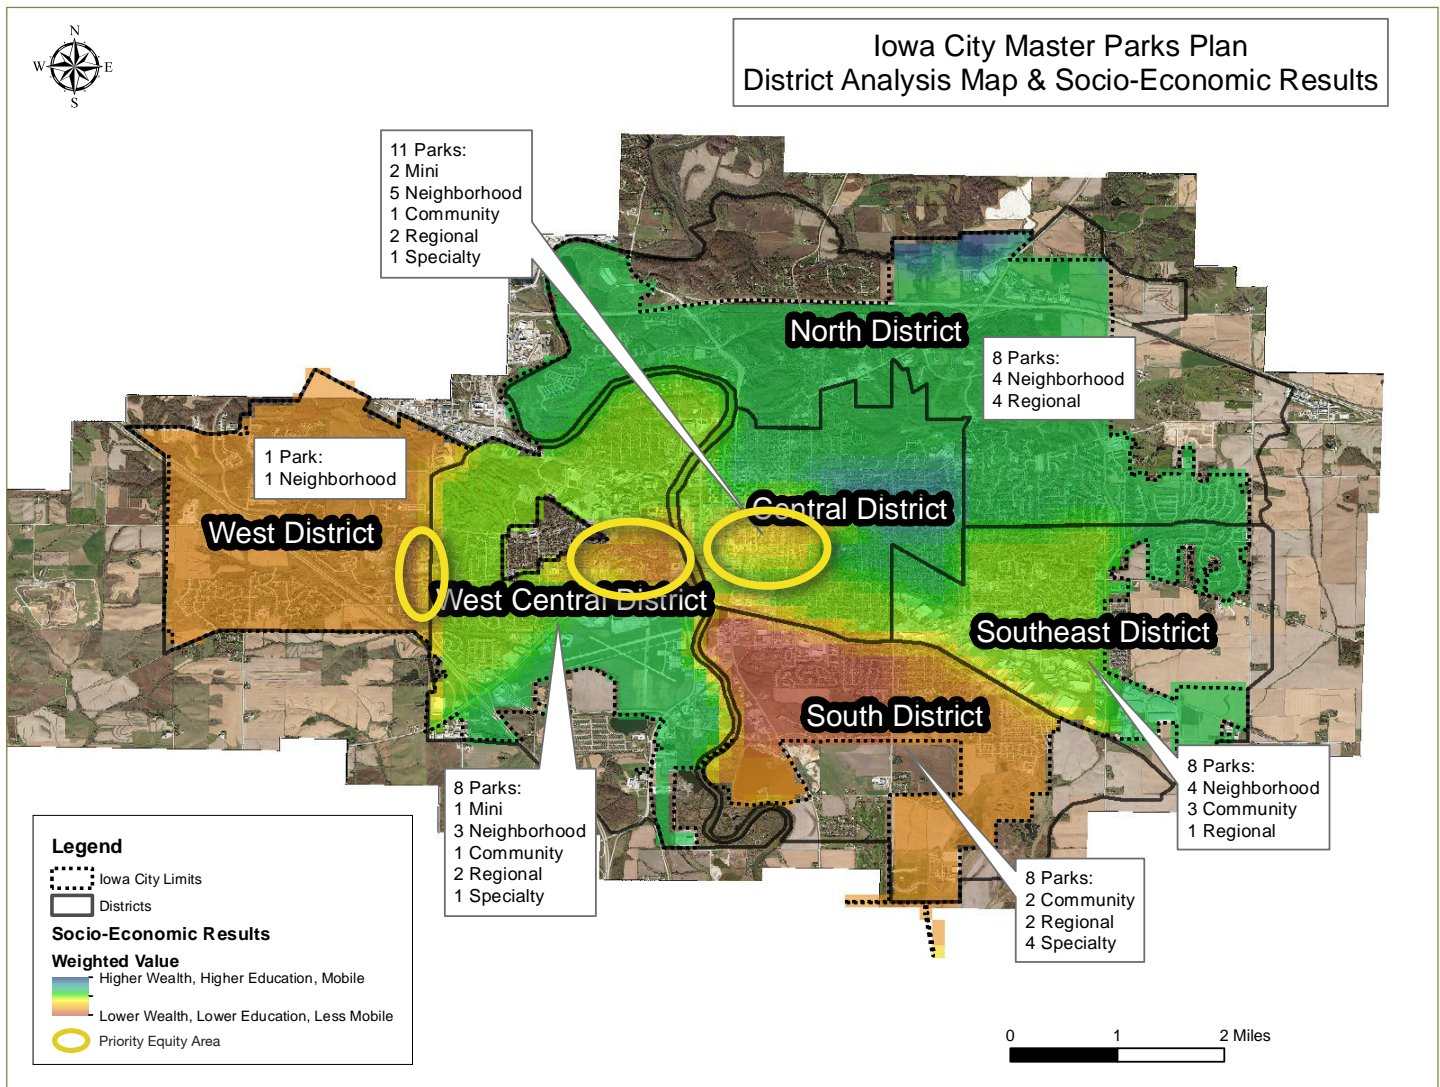 N
W
E
S
Iowa City Master Parks Plan
District Analysis Map & Socio-Economic Results
11 Parks:
2 Mini
5 Neighborhood
1 Community
2 Regional
1 Specialty
North District
8 Parks:
4 Neighborhood
4 Regional
1 Park:
1 Neighborhood
West District
Central District
West Central District
Southeast District
South District
8 Parks:
1 Mini
3 Neighborhood
1 Community
2 Regional
1 Specialty
8 Parks:
4 Neighborhood
3 Community
1 Regional
8 Parks:
2 Community
2 Regional
4 Specialty
Legend
Iowa City Limits
Districts
Socio-Economic Results
Weighted Value
Higher Wealth, Higher Education, Mobile
Lower Wealth, Lower Education, Less Mobile
Priority Equity Area
0 1 2 Miles